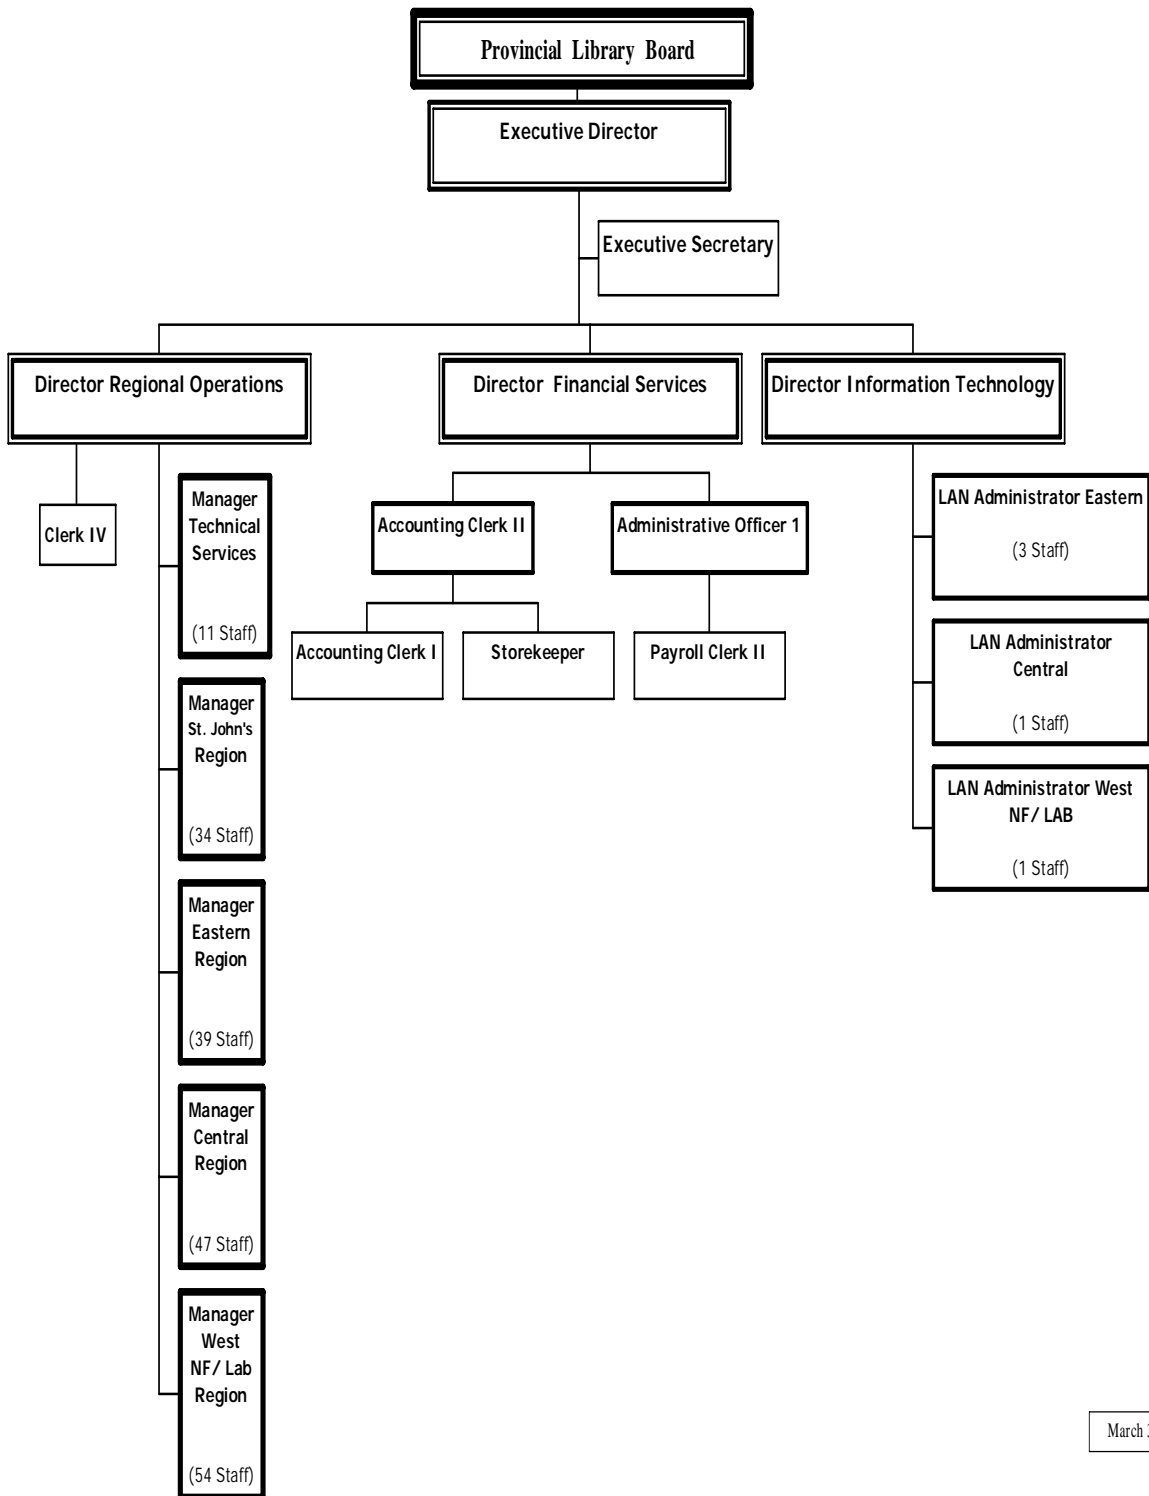 Provincial Library Board
Executive Director
Executive Secretary
Director Regional Operations
Director Financial Services
Director Information Technology
Clerk IV
Manager
Technical
Services
(11 Staff)
Manager
St. John's
Region
(34 Staff)
Manager
Eastern
Region
(39 Staff)
Manager
Central
Region
(47 Staff)
Manager
West
NF/ Lab
Region
(54 Staff)
Accounting Clerk II
Administrative Officer 1
Accounting Clerk I
Storekeeper
Payroll Clerk II
LAN Administrator Eastern
(3 Staff)
LAN Administrator
Central
(1 Staff)
LAN Administrator West
NF/ LAB
(1 Staff)
March